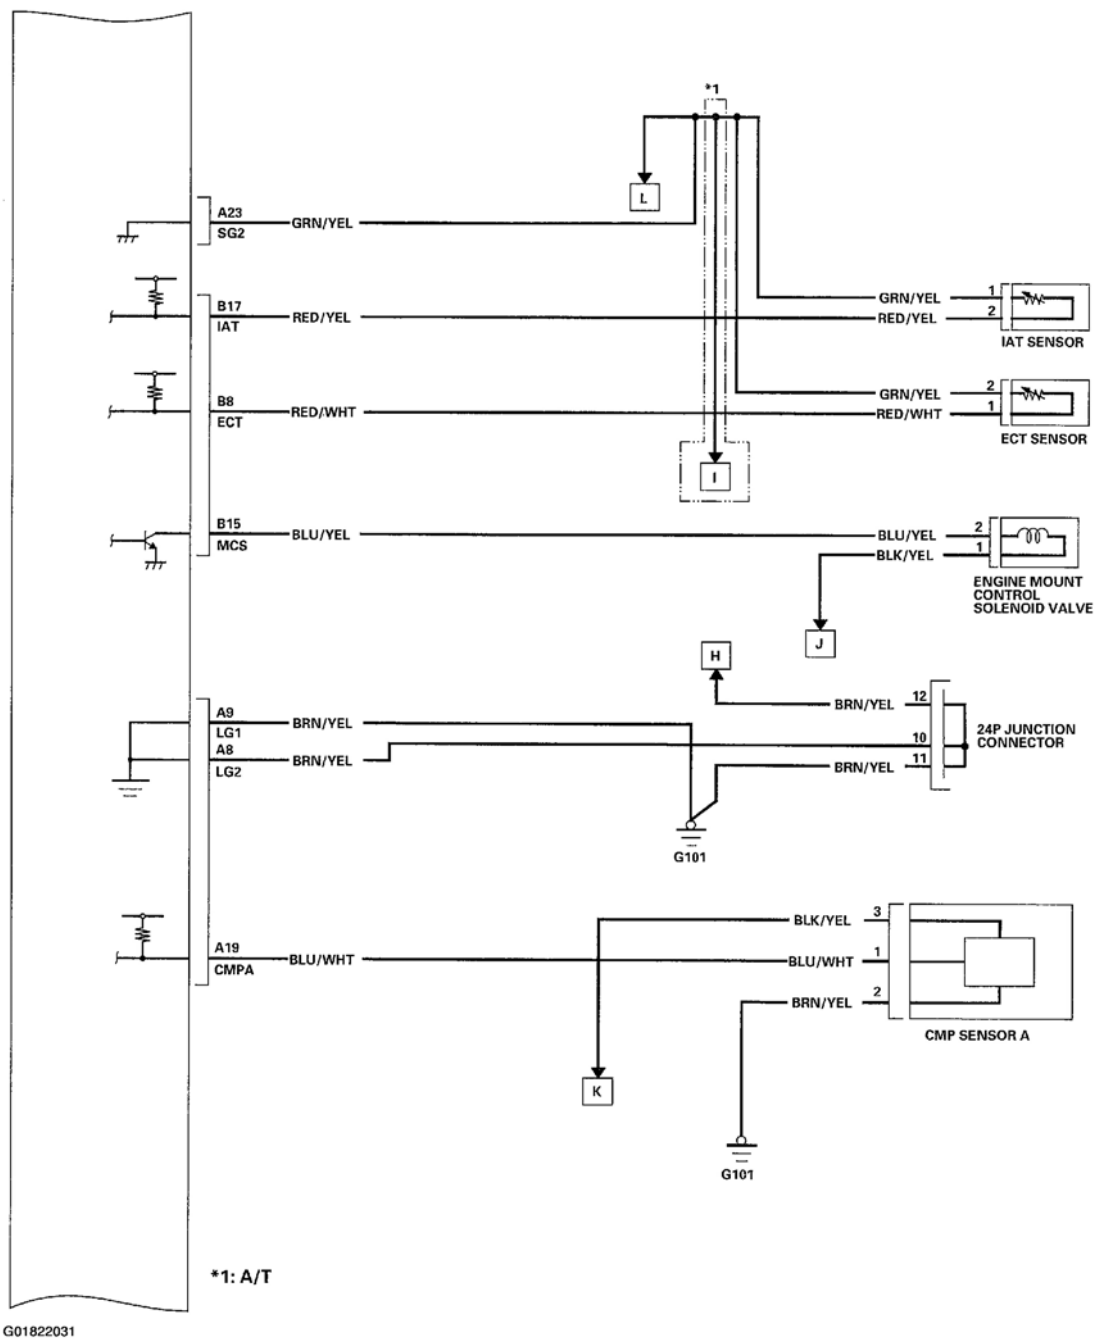 *1
L
A23
SG2
GRN/YEL
B17
IAT
RED/YEL
GRN/YEL
1
RED/YEL
2
IAT SENSOR
B8
ECT
RED/WHT
GRN/YEL
2
RED/WHT
1
ECT SENSOR
I
B15
MCS
BLU/YEL
BLU/YEL
2
BLK/YEL
1
ENGINE MOUNT
CONTROL
SOLENOID VALVE
J
H
BRN/YEL
12
A9
LG1
BRN/YEL
10
24P JUNCTION
CONNECTOR
A8
LG2
BRN/YEL
BRN/YEL
11
G101
BLK/YEL
3
A19
CMPA
BLU/WHT
BLU/WHT
1
BRN/YEL
2
CMP SENSOR A
K
G101
*1: A/T
G01822031